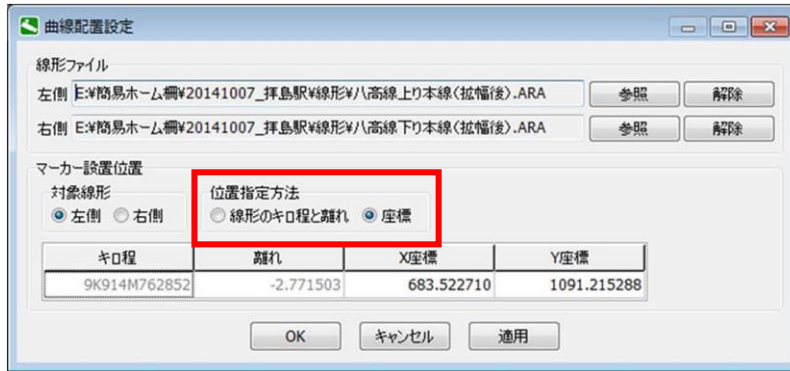 曲線配置設定
線形ファイル
左側 E:¥簡易ホーム柵¥20141007_拝島駅¥線形¥八高線上り本線(拡幅後).ARA 参照 解除
右側 E:¥簡易ホーム柵¥20141007_拝島駅¥線形¥八高線下り本線(拡幅後).ARA 参照 解除
マーカー設置位置
対象線形 位置指定方法
左側 右側 線形のキロ程と離れ 座標
キロ程 離れ X座標 Y座標
9K914M762852 -2.771503 683.522710 1091.215288
OK キャンセル 適用